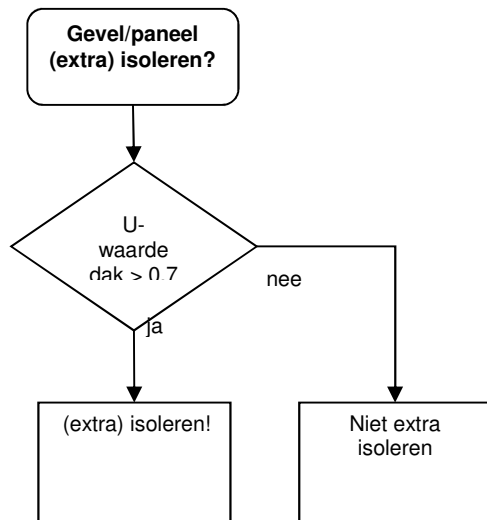 Gevel/paneel
(extra) isoleren?
U-
waarde
dak > 0.7
nee
ja
(extra) isoleren!
Niet extra
isoleren